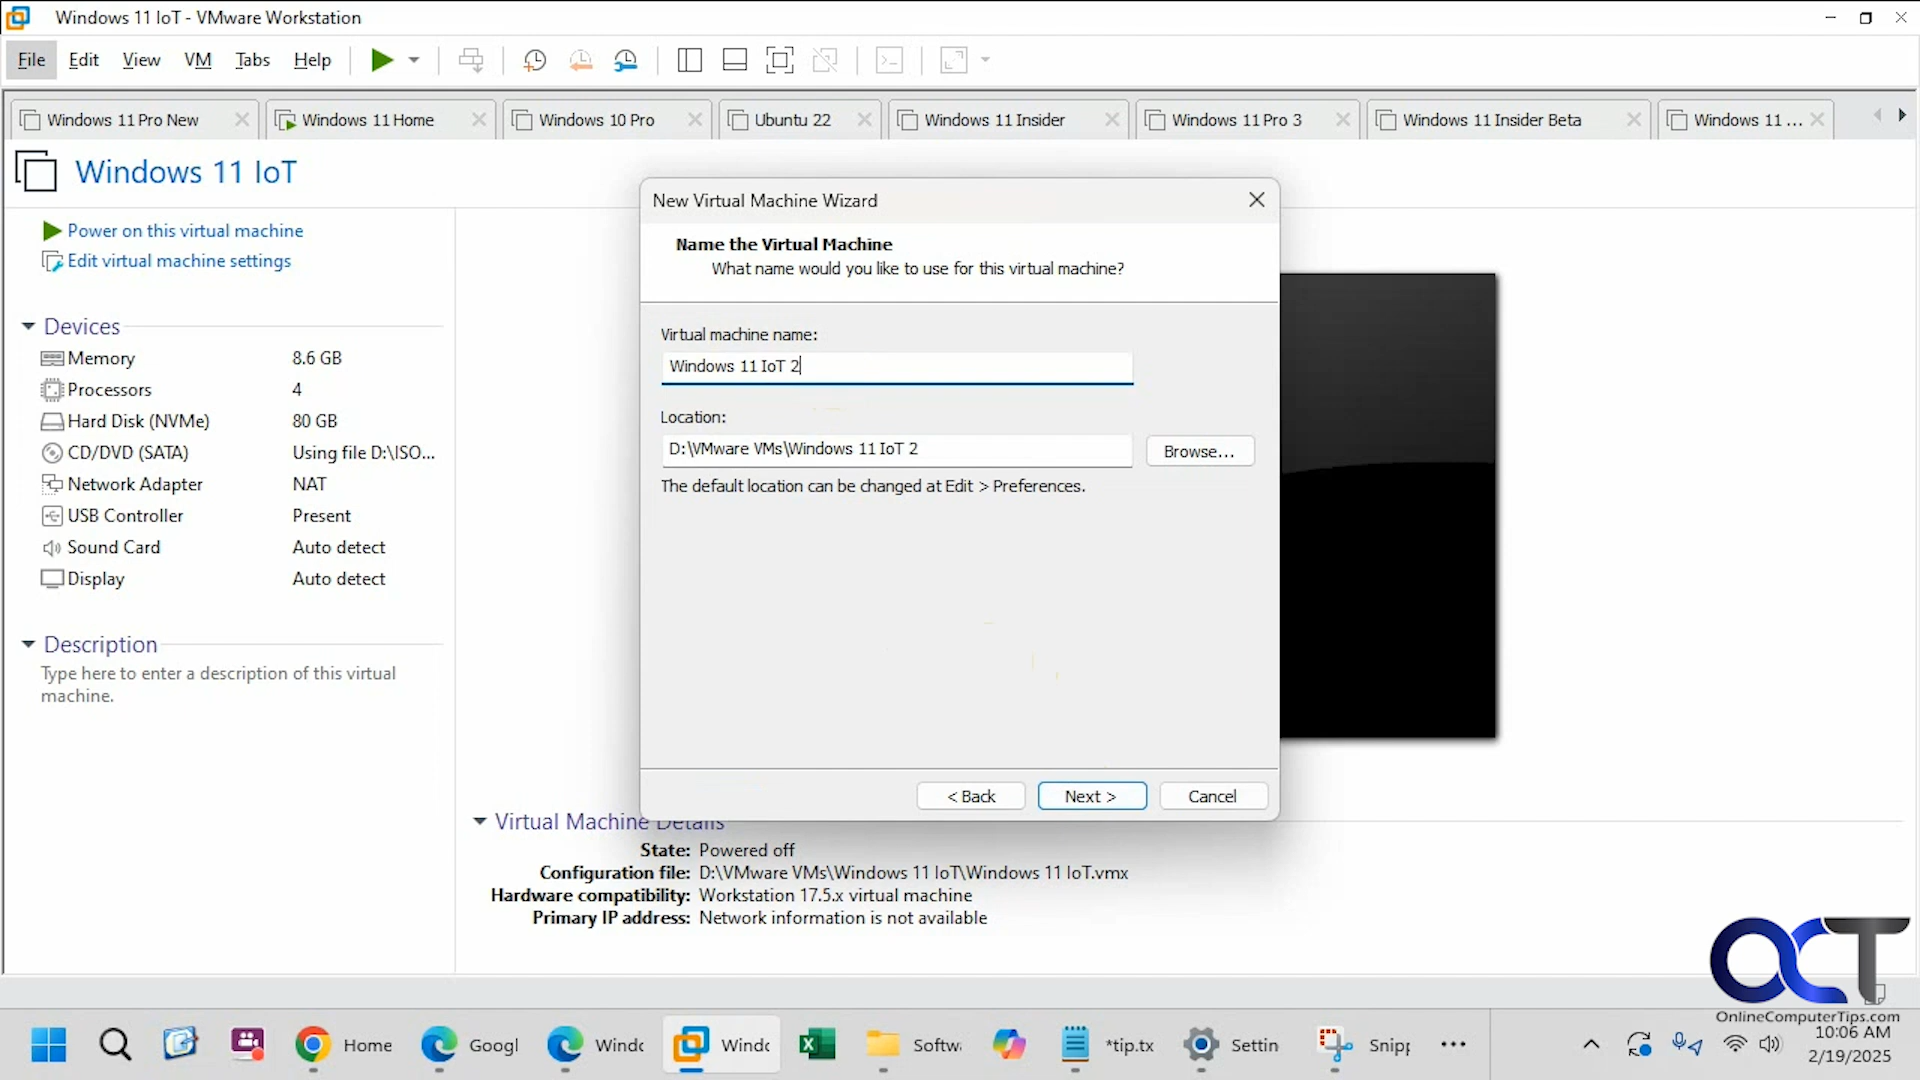 Windows 11 IoT - VMware Workstation
File Edit View VM Tabs Help
Windows 11 Pro New
Windows 11 Home
Windows 10 Pro
Ubuntu 22
Windows 11 Insider
Windows 11 Pro 3
Windows 11 Insider Beta
Windows 11 ...
Windows 11 IoT
Power on this virtual machine
Edit virtual machine settings
Devices
Memory 8.6 GB
Processors 4
Hard Disk (NVMe) 80 GB
CD/DVD (SATA) Using file D:\ISO...
Network Adapter NAT
USB Controller Present
Sound Card Auto detect
Display Auto detect
Description
Type here to enter a description of this virtual
machine.
New Virtual Machine Wizard
Name the Virtual Machine
What name would you like to use for this virtual machine?
Virtual machine name:
Windows 11 IoT 2
Location:
D:\VMware VMs\Windows 11 IoT 2
Browse...
The default location can be changed at Edit > Preferences.
< Back Next > Cancel
Virtual Machine Details
State: Powered off
Configuration file: D:\VMware VMs\Windows 11 IoT\Windows 11 IoT.vmx
Hardware compatibility: Workstation 17.5.x virtual machine
Primary IP address: Network information is not available
OCT
OnlineComputerTips.com
Home
Googl
Windc
Windc
Softwa
*tip.tx
Settin
Snipp
10:06 AM
2/19/2025